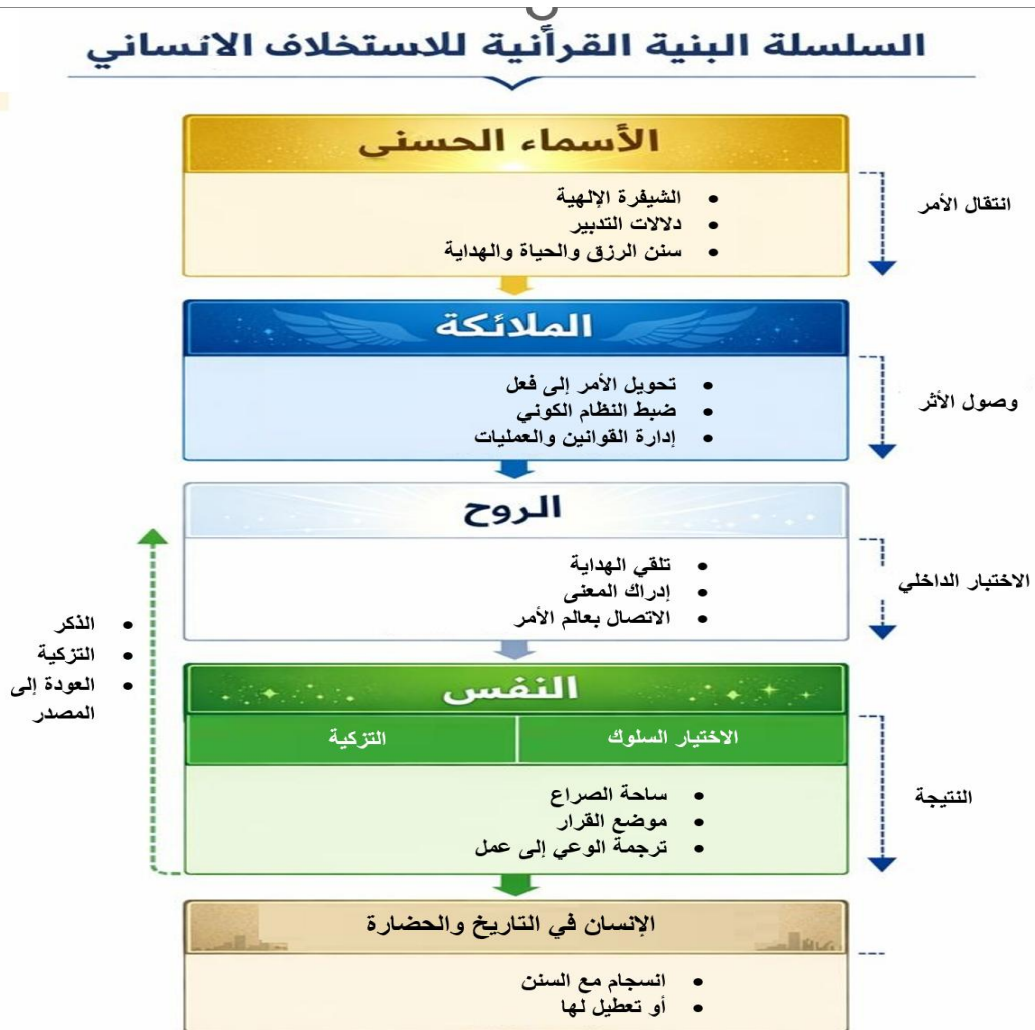 السلسلة البنية القرآنية للاستخلاف الانساني
الأسماء الحسنى
• الشيفرة الإلهية
• دلالات التدبير
• سنن الرزق والحياة والهداية
انتقال الأمر
الملائكة
• تحويل الأمر إلى فعل
• ضبط النظام الكوني
• إدارة القوانين والعمليات
وصول الأثر
الروح
• تلقي الهداية
• إدراك المعنى
• الاتصال بعالم الأمر
الاختبار الداخلي
• الذكر
• التزكية
• العودة إلى
المصدر
النفس
الاختيار السلوك
التزكية
• ساحة الصراع
• موضع القرار
• ترجمة الوعي إلى عمل
النتيجة
الإنسان في التاريخ والحضارة
• انسجام مع السنن
• أو تعطيل لها